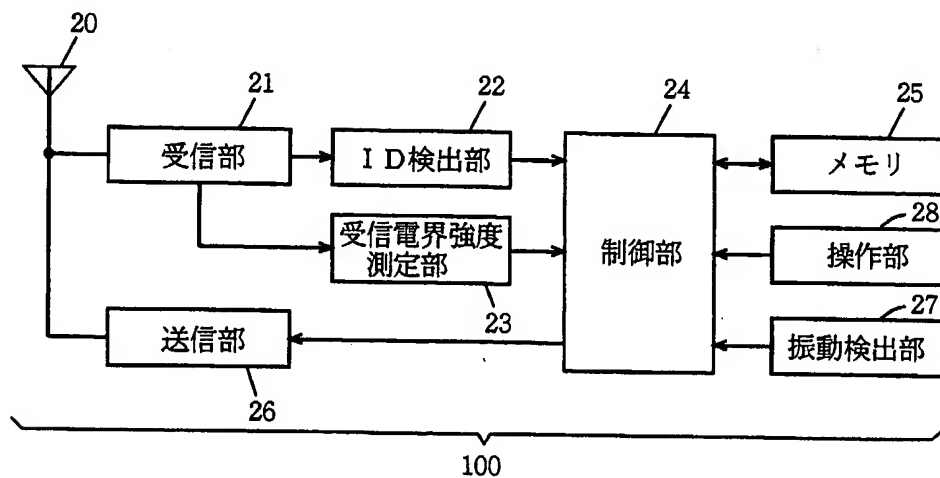 20
21
22
24
25
受信部
ID検出部
メモリ
28
受信電界強度
測定部
制御部
操作部
23
27
送信部
振動検出部
26
100